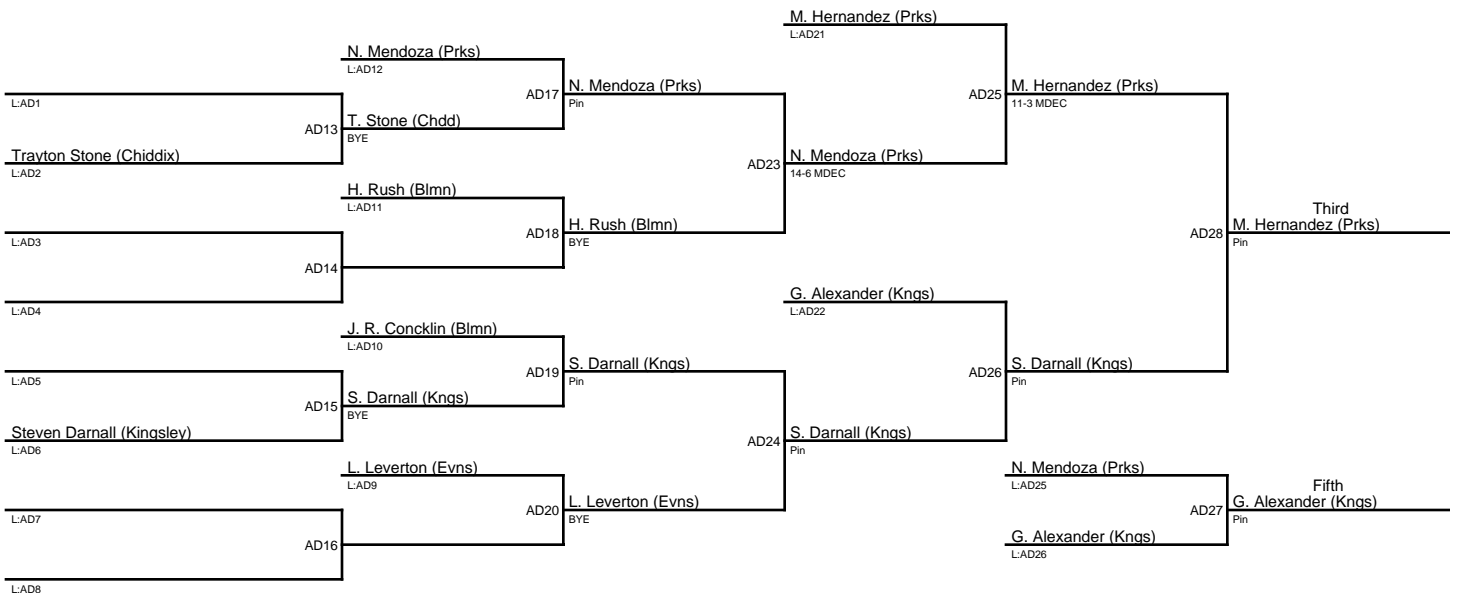 M. Hernandez (Prks)
L:AD21
N. Mendoza (Prks)
L:AD12
AD17
N. Mendoza (Prks)
Pin
AD25
M. Hernandez (Prks)
11-3 MDEC
L:AD1
AD13
T. Stone (Chdd)
BYE
Trayton Stone (Chiddix)
L:AD2
AD23
N. Mendoza (Prks)
14-6 MDEC
H. Rush (Blmn)
L:AD11
AD18
H. Rush (Blmn)
BYE
L:AD3
AD14
L:AD4
AD28
Third
M. Hernandez (Prks)
Pin
G. Alexander (Kngs)
L:AD22
J. R. Concklin (Blmn)
L:AD10
AD19
S. Darnall (Kngs)
Pin
AD26
S. Darnall (Kngs)
Pin
L:AD5
AD15
S. Darnall (Kngs)
BYE
Steven Darnall (Kingsley)
L:AD6
AD24
S. Darnall (Kngs)
Pin
L. Leverton (Evns)
L:AD9
AD20
L. Leverton (Evns)
BYE
N. Mendoza (Prks)
L:AD25
Fifth
AD27
G. Alexander (Kngs)
Pin
L:AD7
AD16
G. Alexander (Kngs)
L:AD26
L:AD8